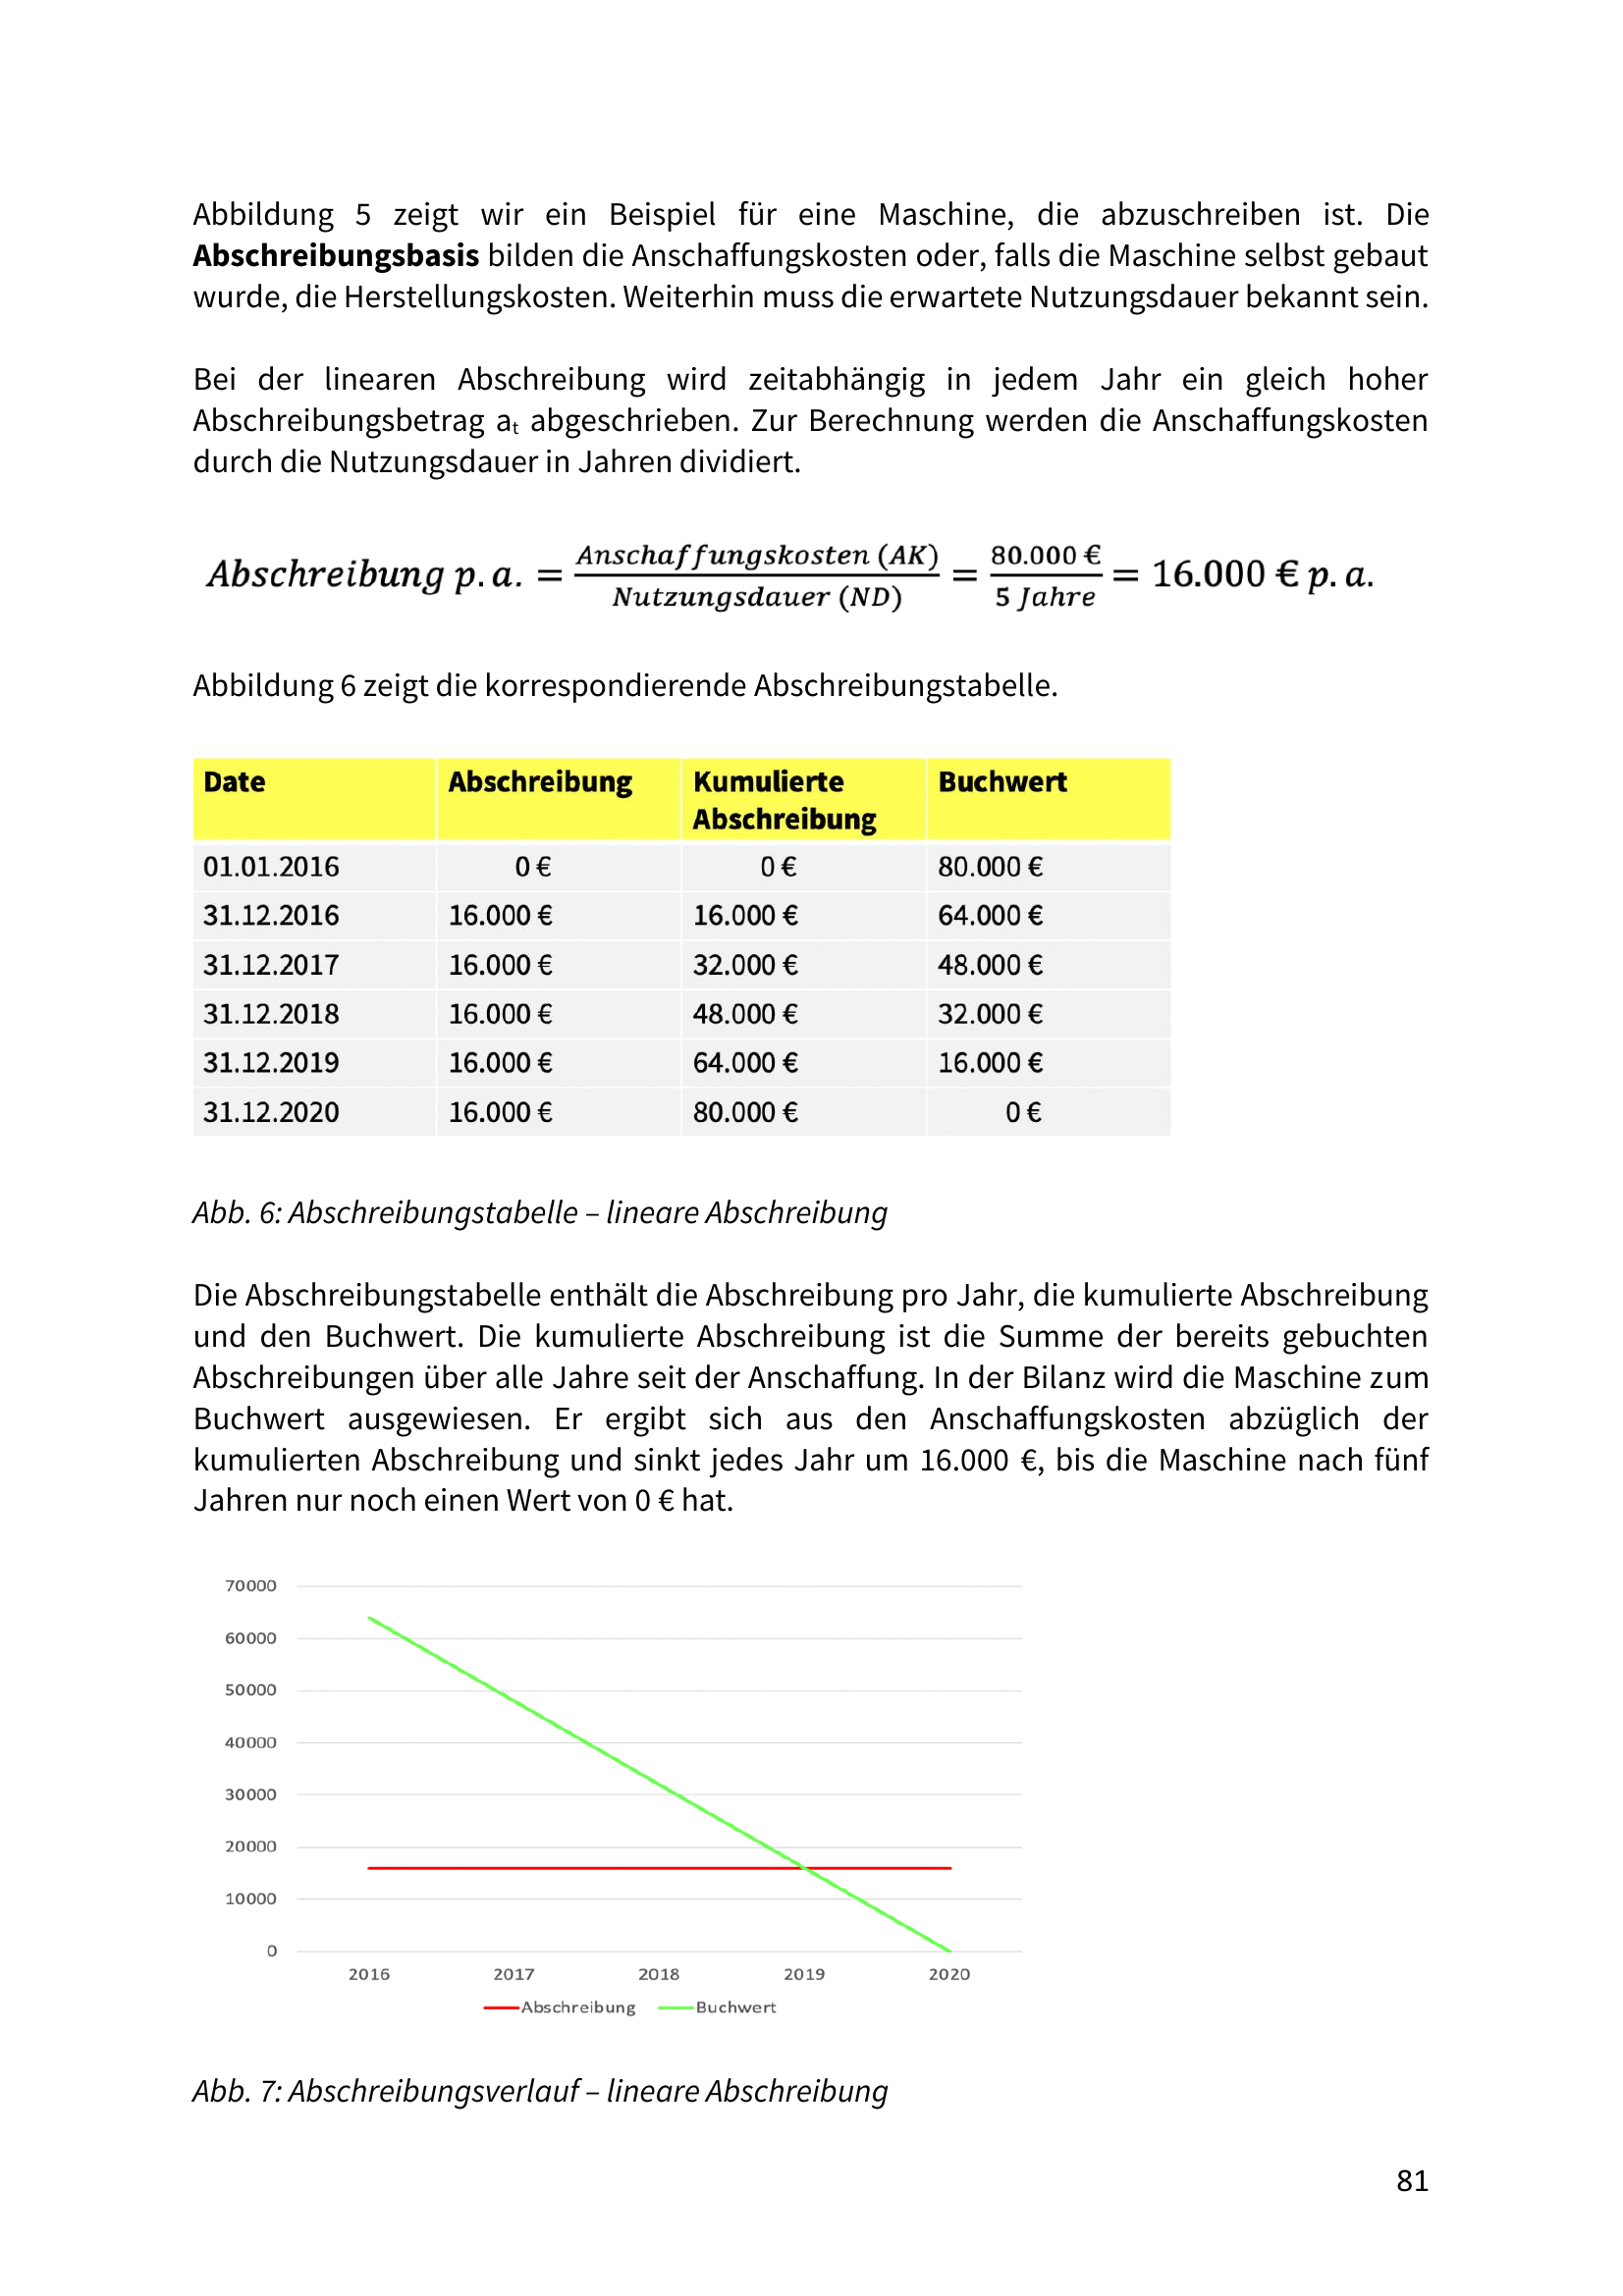 Abbildung 5 zeigt wir ein Beispiel für eine Maschine, die abzuschreiben ist. Die
Abschreibungsbasis bilden die Anschaffungskosten oder, falls die Maschine selbst gebaut
wurde, die Herstellungskosten. Weiterhin muss die erwartete Nutzungsdauer bekannt sein.
Bei der linearen Abschreibung wird zeitabhängig in jedem Jahr ein gleich hoher
Abschreibungsbetrag aₜ abgeschrieben. Zur Berechnung werden die Anschaffungskosten
durch die Nutzungsdauer in Jahren dividiert.
Abschreibung p.a. = Anschaffungskosten (AK) / Nutzungsdauer (ND) = 80.000 € / 5 Jahre = 16.000 € p.a.
Abbildung 6 zeigt die korrespondierende Abschreibungstabelle.
Date Abschreibung Kumulierte Abschreibung Buchwert
01.01.2016 0 € 0 € 80.000 €
31.12.2016 16.000 € 16.000 € 64.000 €
31.12.2017 16.000 € 32.000 € 48.000 €
31.12.2018 16.000 € 48.000 € 32.000 €
31.12.2019 16.000 € 64.000 € 16.000 €
31.12.2020 16.000 € 80.000 € 0 €
Abb. 6: Abschreibungstabelle – lineare Abschreibung
Die Abschreibungstabelle enthält die Abschreibung pro Jahr, die kumulierte Abschreibung
und den Buchwert. Die kumulierte Abschreibung ist die Summe der bereits gebuchten
Abschreibungen über alle Jahre seit der Anschaffung. In der Bilanz wird die Maschine zum
Buchwert ausgewiesen. Er ergibt sich aus den Anschaffungskosten abzüglich der
kumulierten Abschreibung und sinkt jedes Jahr um 16.000 €, bis die Maschine nach fünf
Jahren nur noch einen Wert von 0 € hat.
70000
60000
50000
40000
30000
20000
10000
0
2016 2017 2018 2019 2020
Abschreibung Buchwert
Abb. 7: Abschreibungsverlauf – lineare Abschreibung
81